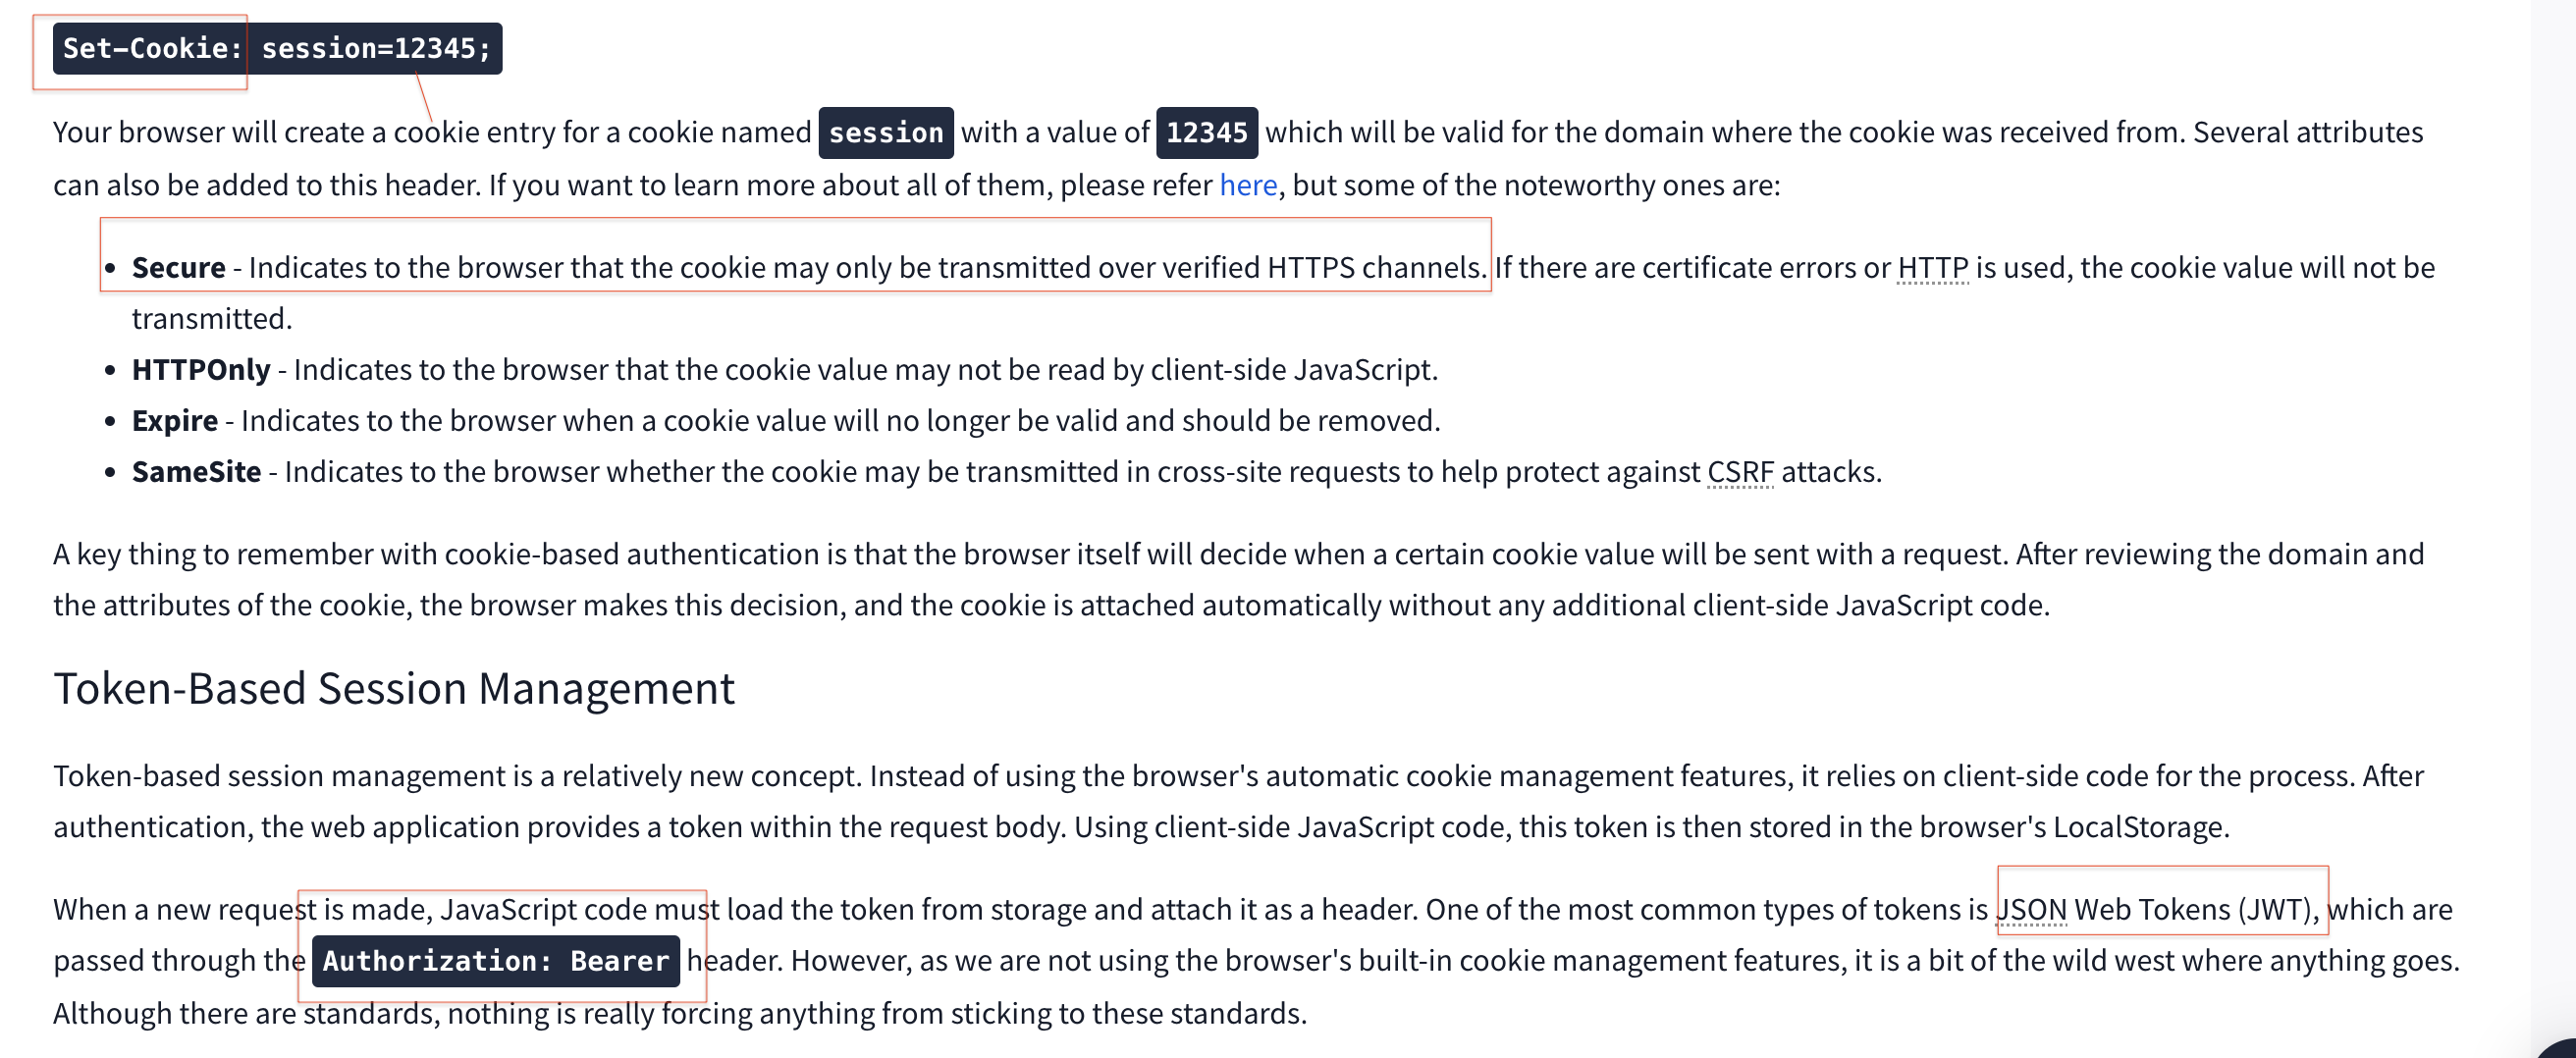 Set-Cookie: session=12345;
Your browser will create a cookie entry for a cookie named session with a value of 12345 which will be valid for the domain where the cookie was received from. Several attributes
can also be added to this header. If you want to learn more about all of them, please refer here, but some of the noteworthy ones are:
• Secure - Indicates to the browser that the cookie may only be transmitted over verified HTTPS channels. If there are certificate errors or HTTP is used, the cookie value will not be
transmitted.
• HTTPOnly - Indicates to the browser that the cookie value may not be read by client-side JavaScript.
• Expire - Indicates to the browser when a cookie value will no longer be valid and should be removed.
• SameSite - Indicates to the browser whether the cookie may be transmitted in cross-site requests to help protect against CSRF attacks.
A key thing to remember with cookie-based authentication is that the browser itself will decide when a certain cookie value will be sent with a request. After reviewing the domain and
the attributes of the cookie, the browser makes this decision, and the cookie is attached automatically without any additional client-side JavaScript code.
Token-Based Session Management
Token-based session management is a relatively new concept. Instead of using the browser's automatic cookie management features, it relies on client-side code for the process. After
authentication, the web application provides a token within the request body. Using client-side JavaScript code, this token is then stored in the browser's LocalStorage.
When a new request is made, JavaScript code must load the token from storage and attach it as a header. One of the most common types of tokens is JSON Web Tokens (JWT), which are
passed through the Authorization: Bearer header. However, as we are not using the browser's built-in cookie management features, it is a bit of the wild west where anything goes.
Although there are standards, nothing is really forcing anything from sticking to these standards.